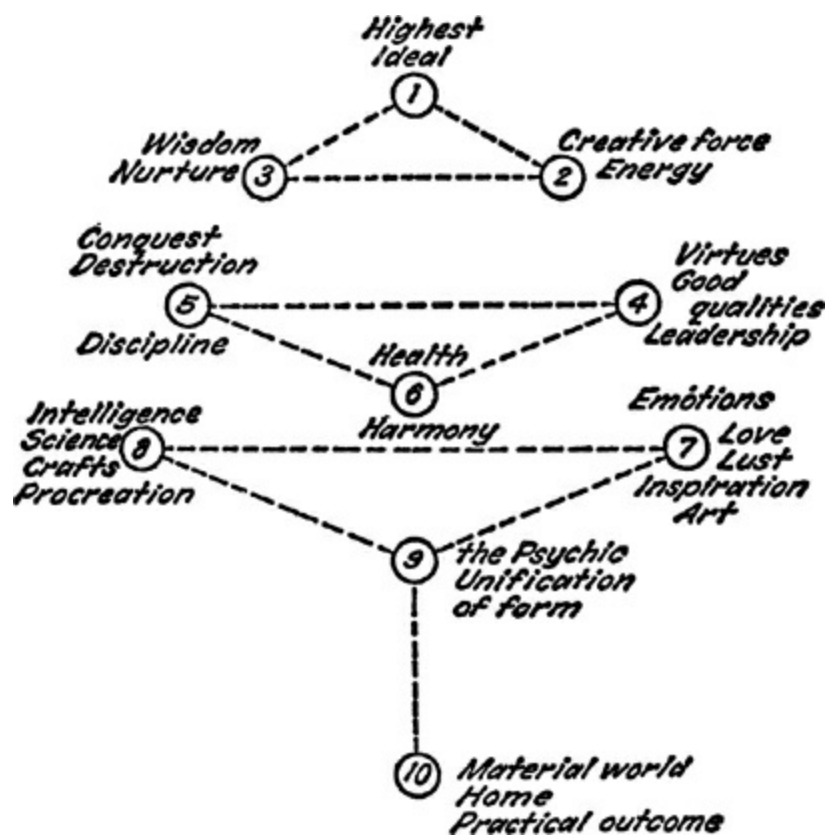 Highest
Ideal
1
Wisdom
Nurture
3
Creative force
Energy
2
Conquest
Destruction
5
Discipline
Virtues
Good
qualities
Leadership
4
Health
6
Harmony
Intelligence
Science
Crafts
Procreation
8
Emotions
Love
Lust
Inspiration
Art
7
9
the Psychic
Unification
of farm
10
Material world
Home
Practical outcome